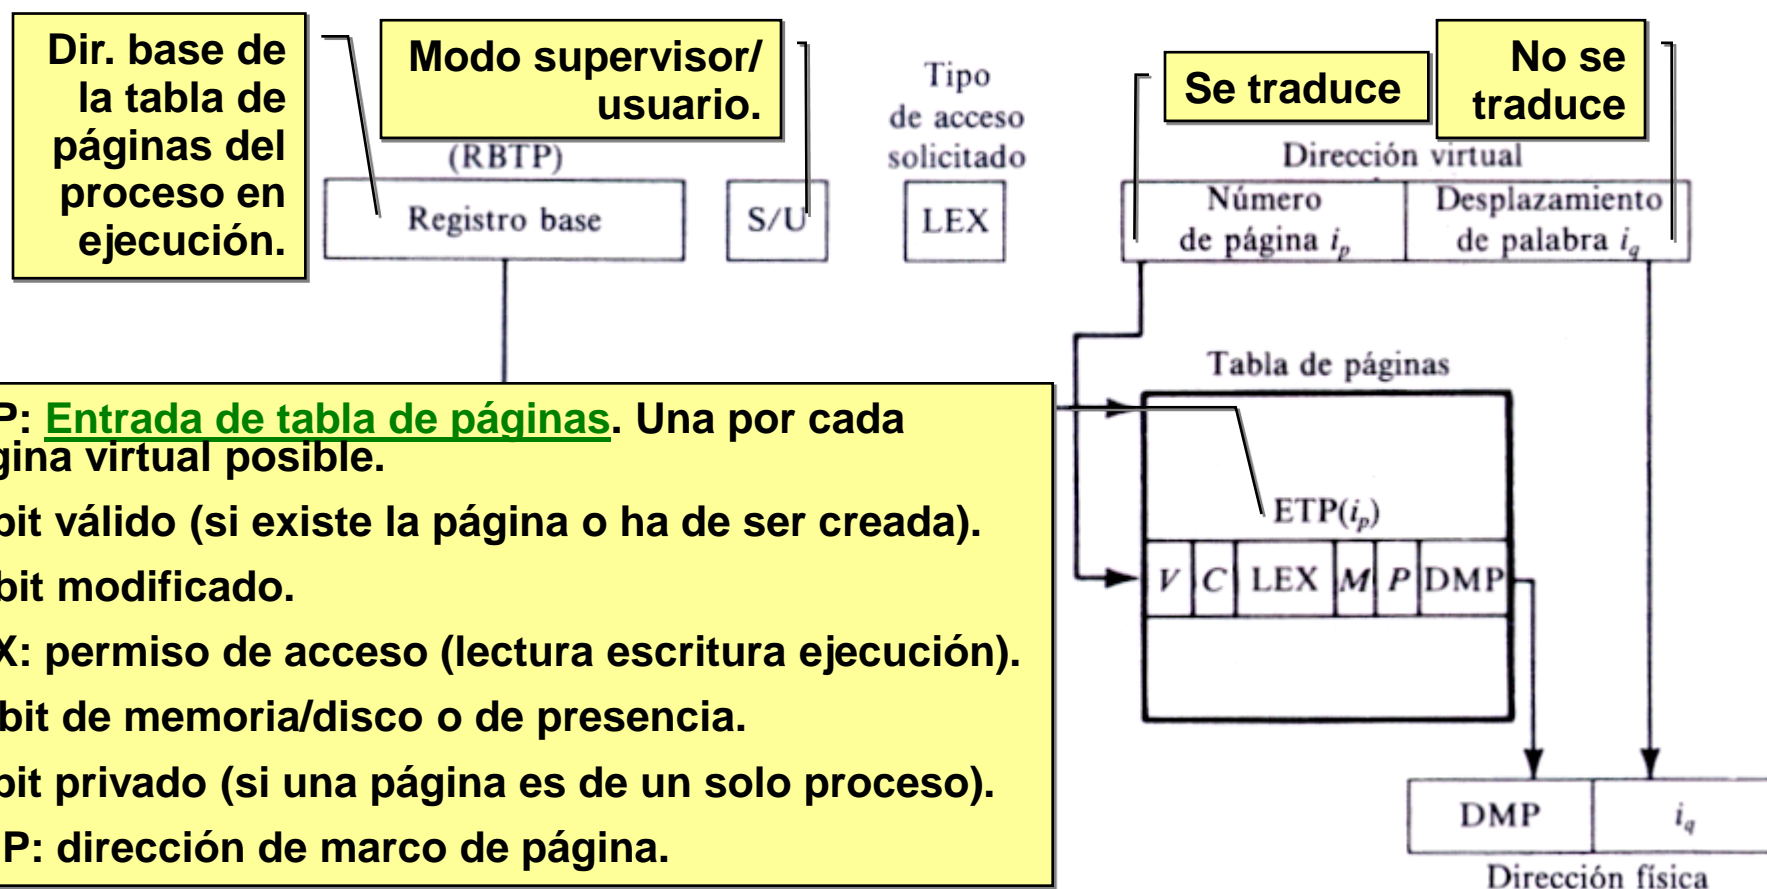 Dir. base de
la tabla de
páginas del
proceso en
ejecución.
Modo supervisor/
usuario.
Tipo
de acceso
solicitado
Se traduce
No se
traduce
(RBTP)
Dirección virtual
Registro base
S/U
LEX
Número
de página ip
Desplazamiento
de palabra iq
Tabla de páginas
P: Entrada de tabla de páginas. Una por cada
gina virtual posible.
bit válido (si existe la página o ha de ser creada).
bit modificado.
X: permiso de acceso (lectura escritura ejecución).
bit de memoria/disco o de presencia.
bit privado (si una página es de un solo proceso).
P: dirección de marco de página.
ETP(ip)
V C LEX M P DMP
DMP iq
Dirección física